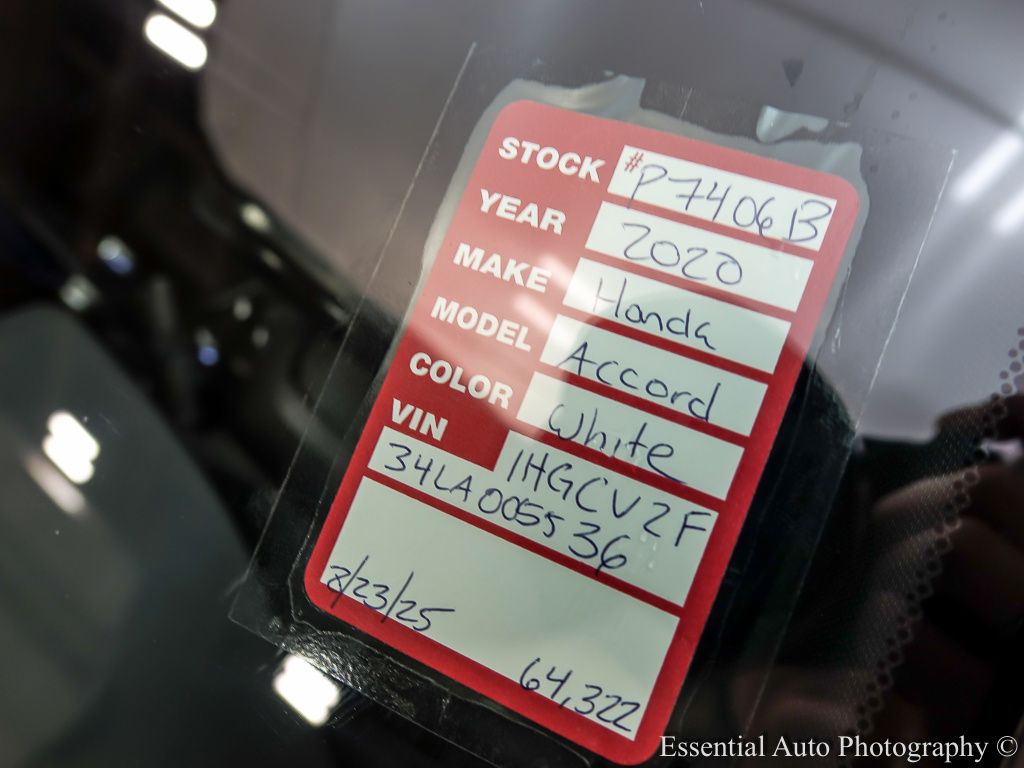 STOCK #P7406B
YEAR 2020
MAKE Honda
MODEL Accord
COLOR White
VIN 1HGCV2F
34LA005536
8/23/25
64,322
Essential Auto Photography ©